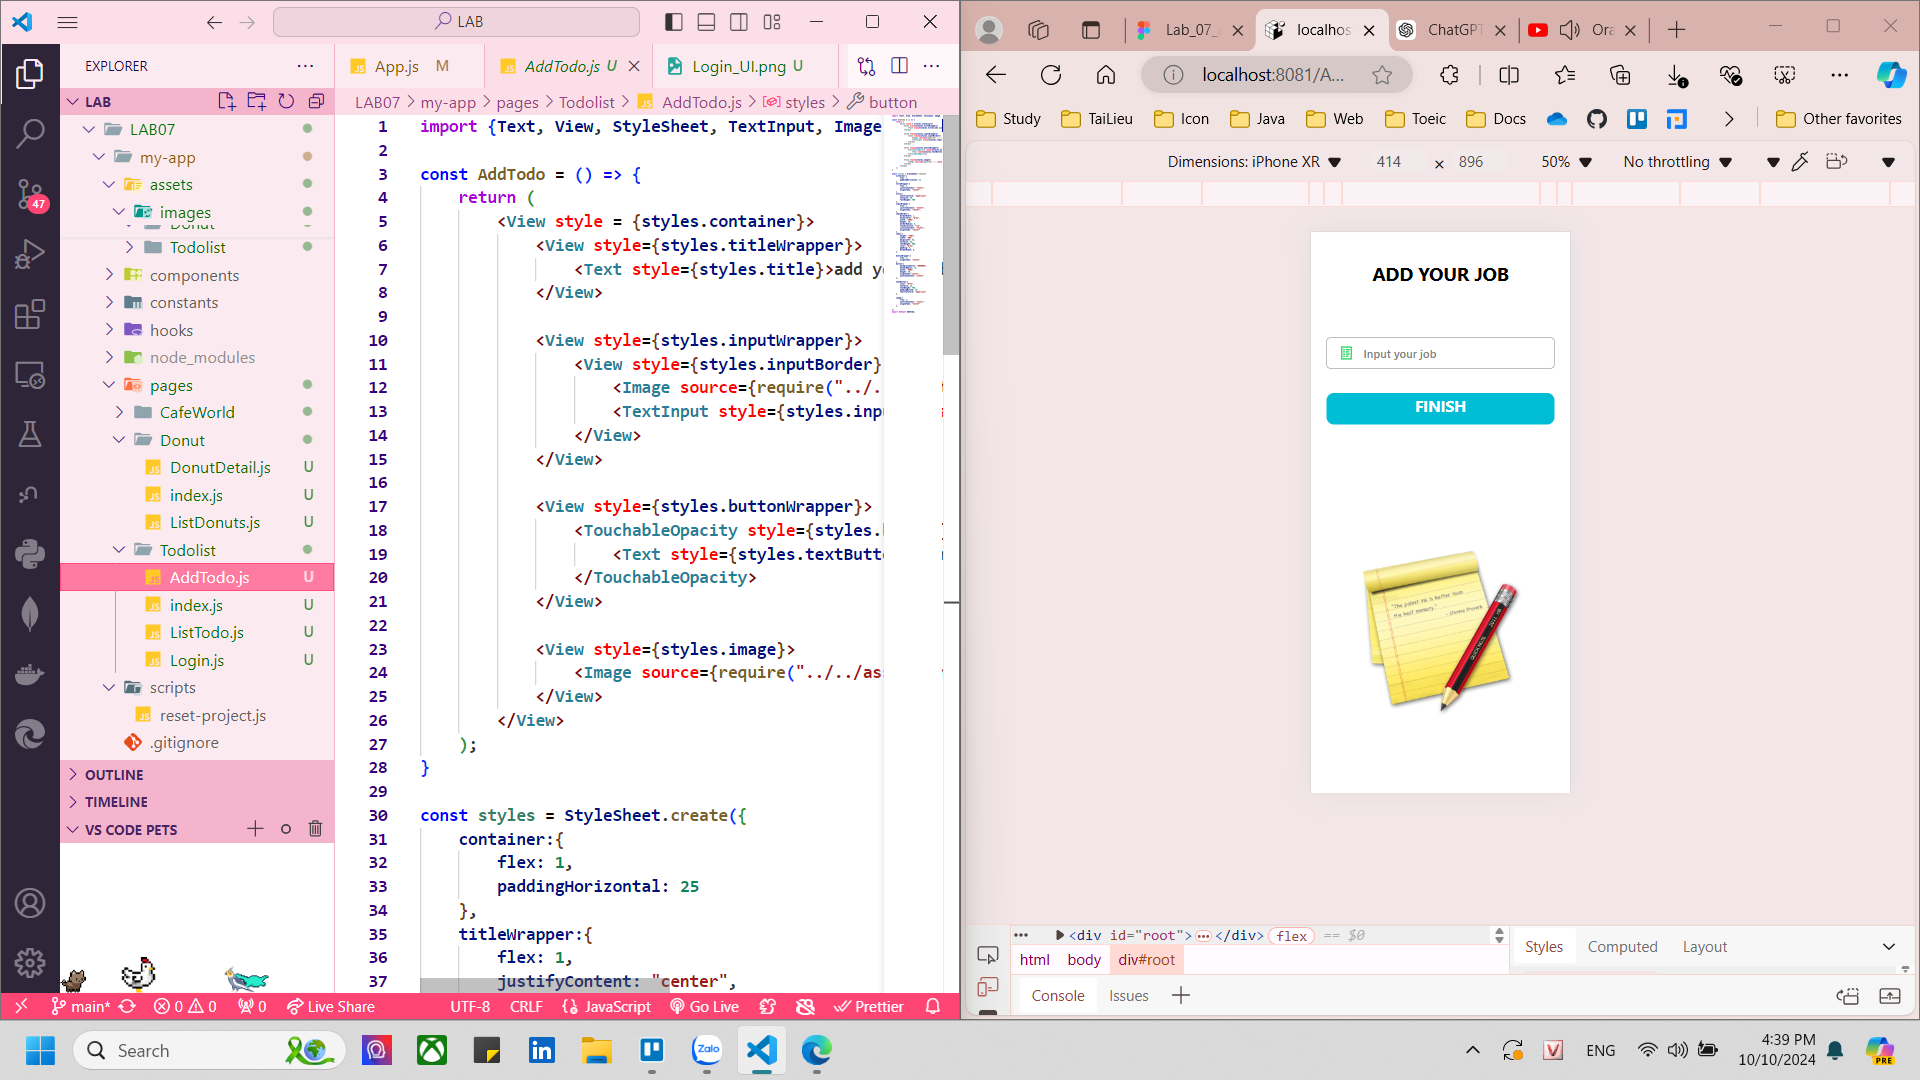 LAB
EXPLORER
LAB
LAB07
my-app
assets
images
Donut
Todolist
components
constants
hooks
node_modules
pages
CafeWorld
Donut
DonutDetail.js U
index.js U
ListDonuts.js U
Todolist
AddTodo.js U
index.js U
ListTodo.js U
Login.js U
scripts
reset-project.js
.gitignore
OUTLINE
TIMELINE
VS CODE PETS
47
App.js M
AddTodo.js U
Login_UI.png U
LAB07 > my-app > pages > Todolist > AddTodo.js > styles > button
1 import {Text, View, StyleSheet, TextInput, Image
2
3 const AddTodo = () => {
4 return (
5 <View style = {styles.container}>
6 <View style={styles.titleWrapper}>
7 <Text style={styles.title}>add
8 </View>
9
10 <View style={styles.inputWrapper}>
11 <View style={styles.inputBorder}
12 <Image source={require("../.
13 <TextInput style={styles.inp
14 </View>
15 </View>
16
17 <View style={styles.buttonWrapper}>
18 <TouchableOpacity style={styles.
19 <Text style={styles.textButt
20 </TouchableOpacity>
21 </View>
22
23 <View style={styles.image}>
24 <Image source={require("../../as
25 </View>
26 </View>
27 );
28 }
29
30 const styles = StyleSheet.create({
31 container:{
32 flex: 1,
33 paddingHorizontal: 25
34 },
35 titleWrapper:{
36 flex: 1,
37 justifyContent: "center",
main* 0 0 0 Live Share UTF-8 CRLF JavaScript Go Live Prettier
Lab_07_
localhos
ChatGPT
Ora
localhost:8081/A...
Study TaiLieu Icon Java Web Toeic Docs Other favorites
Dimensions: iPhone XR 414 × 896 50% No throttling
ADD YOUR JOB
Input your job
FINISH
<div id="root"> </div> flex == $0
html body div#root
Styles Computed Layout
Console Issues
Search
Zalo
ENG
4:39 PM
10/10/2024
PRE